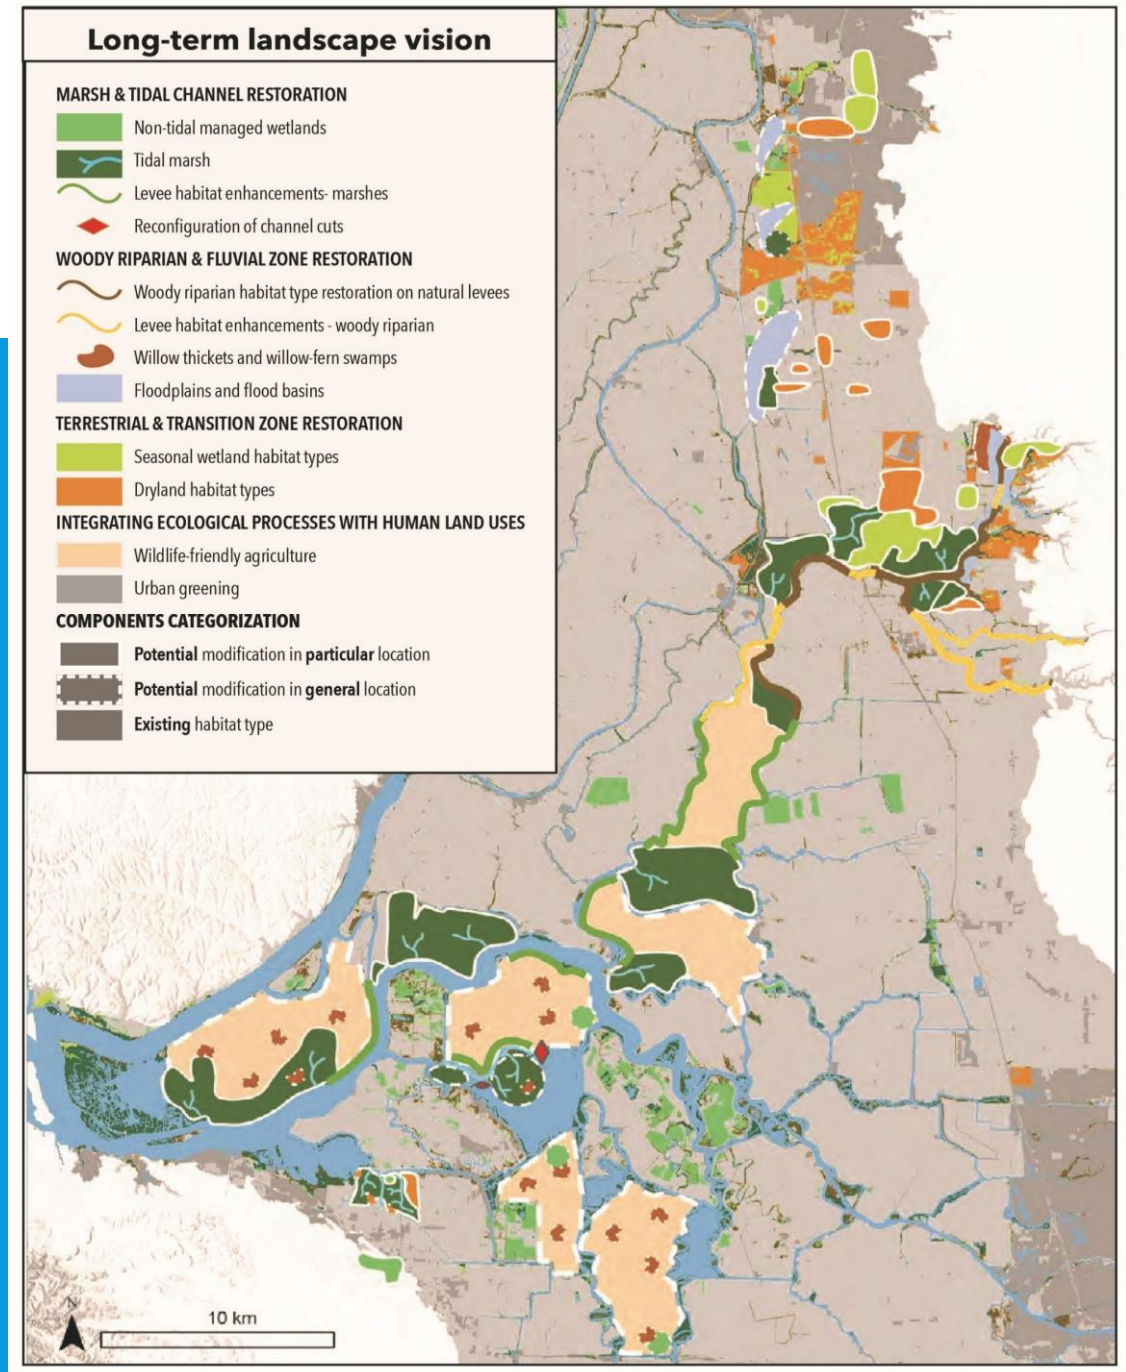 Long-term landscape vision
MARSH & TIDAL CHANNEL RESTORATION
Non-tidal managed wetlands
Tidal marsh
Levee habitat enhancements- marshes
Reconfiguration of channel cuts
WOODY RIPARIAN & FLUVIAL ZONE RESTORATION
Woody riparian habitat type restoration on natural levees
Levee habitat enhancements - woody riparian
Willow thickets and willow-fern swamps
Floodplains and flood basins
TERRESTRIAL & TRANSITION ZONE RESTORATION
Seasonal wetland habitat types
Dryland habitat types
INTEGRATING ECOLOGICAL PROCESSES WITH HUMAN LAND USES
Wildlife-friendly agriculture
Urban greening
COMPONENTS CATEGORIZATION
Potential modification in particular location
Potential modification in general location
Existing habitat type
N
10 km